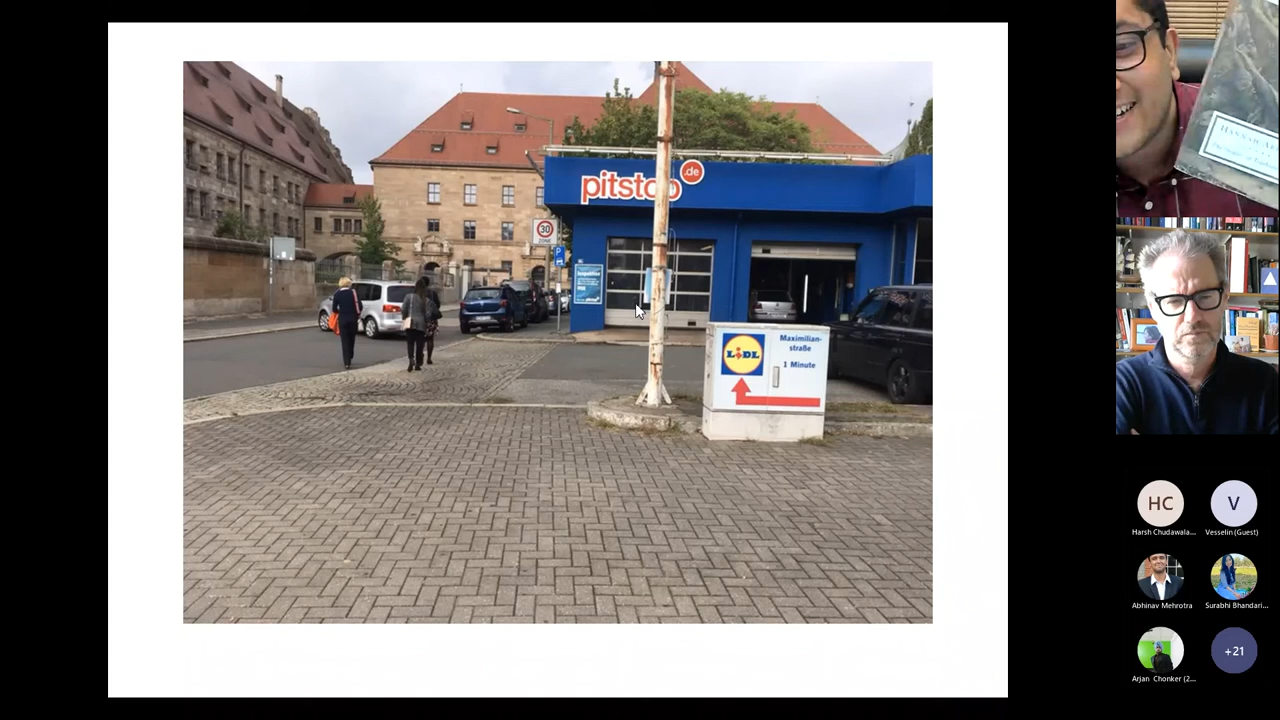 pitstop
.de
30
ZONE
P
LIDL
Maximilian-
straße
1 Minute
HC
V
Harsh Chudawala...
Vesselin (Guest)
Abhinav Mehrotra
Surabhi Bhandari...
Arjan Chonker (2...
+21